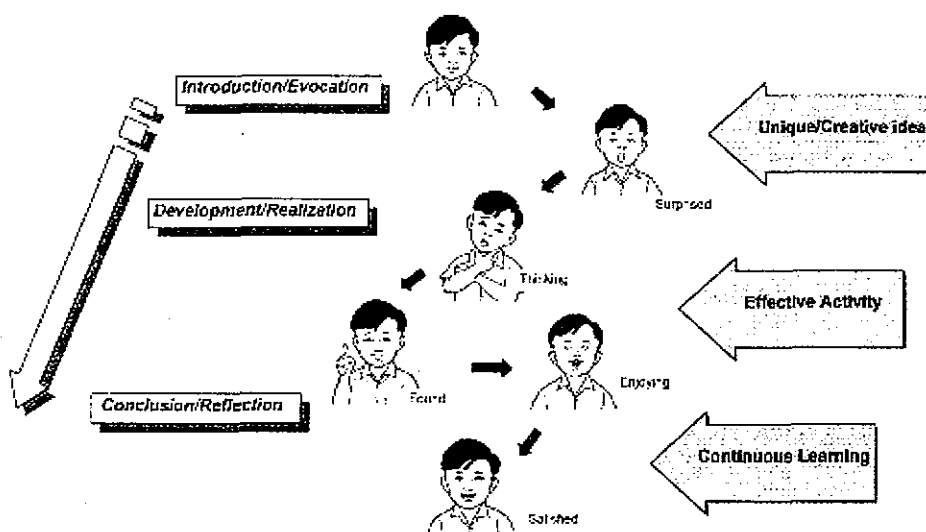 Introduction/Evocation
Unique/Creative idea
Surprised
Development/Realization
Thinking
Effective Activity
Found
Enjoying
Conclusion/Reflection
Continuous Learning
Satisfied